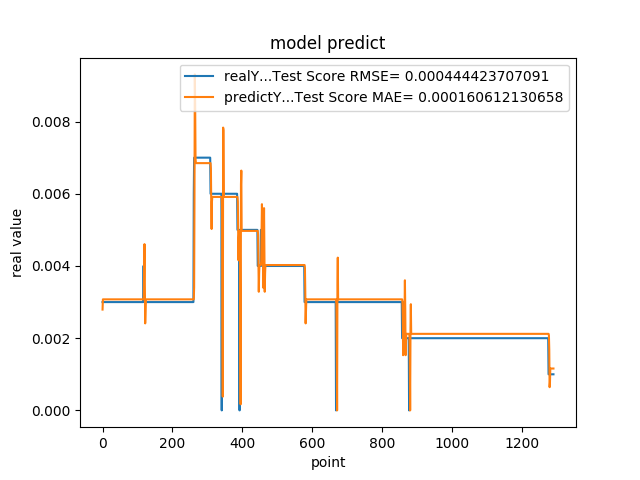 model predict
realY...Test Score RMSE= 0.000444423707091
predictY...Test Score MAE= 0.000160612130658
real value
0.008
0.006
0.004
0.002
0.000
0 200 400 600 800 1000 1200
point